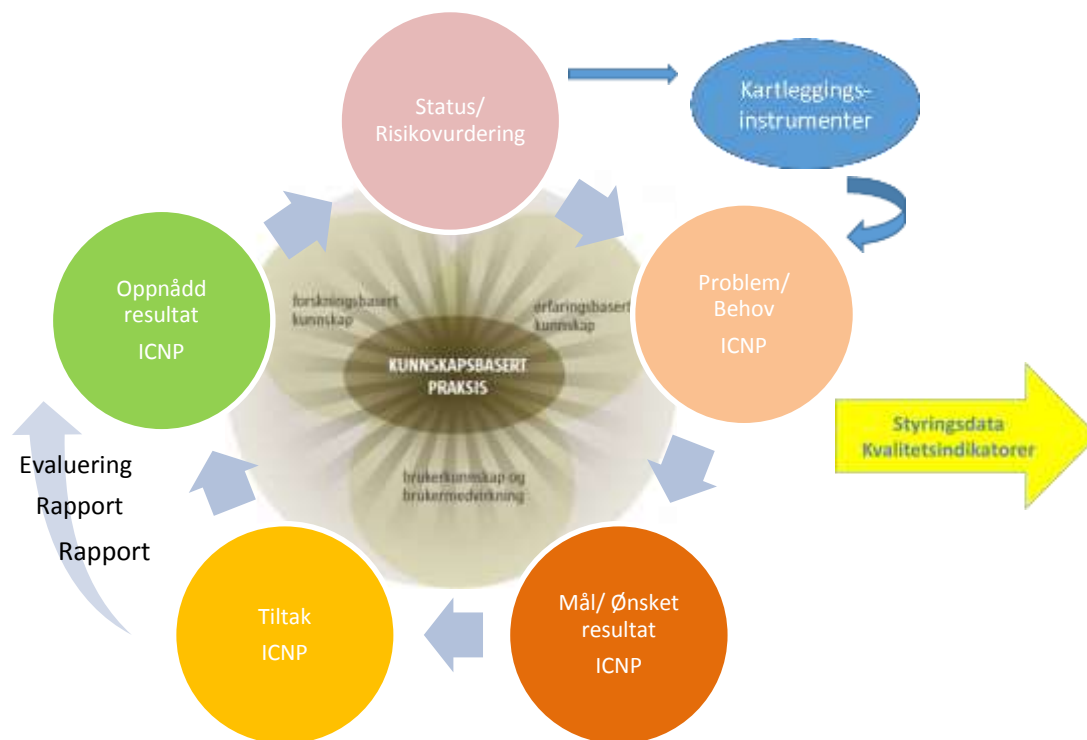 Status/
Risikovurdering
Kartleggings-
instrumenter
Oppnådd
resultat
ICNP
forskningsbasert
kunnskap
erfaringsbasert
kunnskap
Problem/
Behov
ICNP
KUNNSKAPSBASERT
PRAKSIS
Styringsdata
Kvalitetsindikatorer
Evaluering
Rapport
Rapport
brukerkunnskap og
brukermedvirkning
Tiltak
ICNP
Mål/ Ønsket
resultat
ICNP